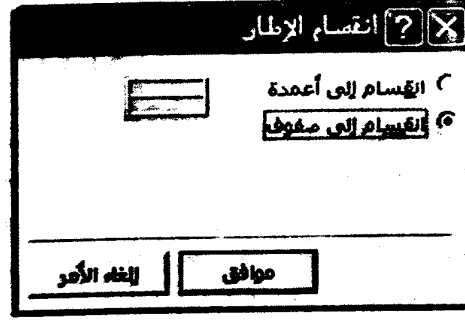 انقسام الإطار
انقسام إلى أعمدة
انقسام إلى صفوف
موافق
إلغاء الأمر